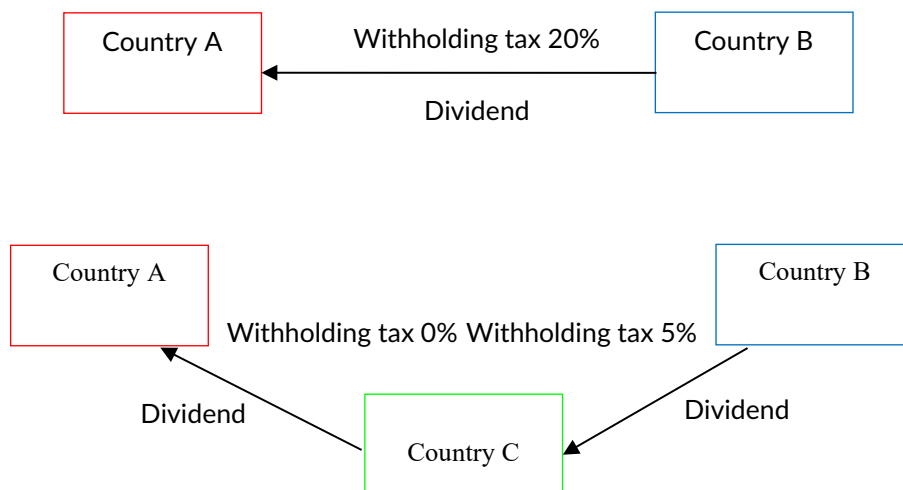 Country A
Withholding tax 20%
Country B
Dividend
Country A
Country B
Withholding tax 0% Withholding tax 5%
Dividend
Dividend
Country C